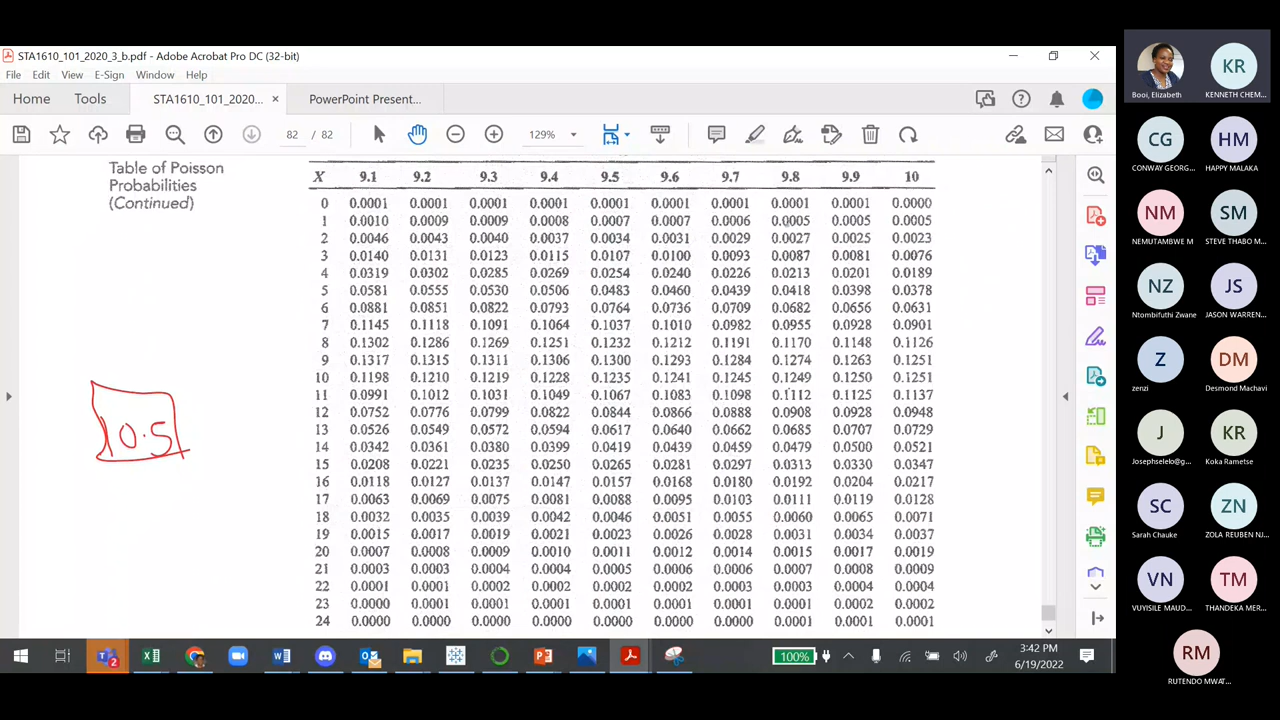 STA1610_101_2020_3_b.pdf - Adobe Acrobat Pro DC (32-bit)
File Edit View E-Sign Window Help
Home Tools STA1610_101_2020... × PowerPoint Present...
82 / 82 129%
Table of Poisson
Probabilities
(Continued)
X 9.1 9.2 9.3 9.4 9.5 9.6 9.7 9.8 9.9 10
0 0.0001 0.0001 0.0001 0.0001 0.0001 0.0001 0.0001 0.0001 0.0001 0.0000
1 0.0010 0.0009 0.0009 0.0008 0.0007 0.0007 0.0006 0.0005 0.0005 0.0005
2 0.0046 0.0043 0.0040 0.0037 0.0034 0.0031 0.0029 0.0027 0.0025 0.0023
3 0.0140 0.0131 0.0123 0.0115 0.0107 0.0100 0.0093 0.0087 0.0081 0.0076
4 0.0319 0.0302 0.0285 0.0269 0.0254 0.0240 0.0226 0.0213 0.0201 0.0189
5 0.0581 0.0555 0.0530 0.0506 0.0483 0.0460 0.0439 0.0418 0.0398 0.0378
6 0.0881 0.0851 0.0822 0.0793 0.0764 0.0736 0.0709 0.0682 0.0656 0.0631
7 0.1145 0.1118 0.1091 0.1064 0.1037 0.1010 0.0982 0.0955 0.0928 0.0901
8 0.1302 0.1286 0.1269 0.1251 0.1232 0.1212 0.1191 0.1170 0.1148 0.1126
9 0.1317 0.1315 0.1311 0.1306 0.1300 0.1293 0.1284 0.1274 0.1263 0.1251
10 0.1198 0.1210 0.1219 0.1228 0.1235 0.1241 0.1245 0.1249 0.1250 0.1251
11 0.0991 0.1012 0.1031 0.1049 0.1067 0.1083 0.1098 0.1112 0.1125 0.1137
12 0.0752 0.0776 0.0799 0.0822 0.0844 0.0866 0.0888 0.0908 0.0928 0.0948
13 0.0526 0.0549 0.0572 0.0594 0.0617 0.0640 0.0662 0.0685 0.0707 0.0729
14 0.0342 0.0361 0.0380 0.0399 0.0419 0.0439 0.0459 0.0479 0.0500 0.0521
15 0.0208 0.0221 0.0235 0.0250 0.0265 0.0281 0.0297 0.0313 0.0330 0.0347
16 0.0118 0.0127 0.0137 0.0147 0.0157 0.0168 0.0180 0.0192 0.0204 0.0217
17 0.0063 0.0069 0.0075 0.0081 0.0088 0.0095 0.0103 0.0111 0.0119 0.0128
18 0.0032 0.0035 0.0039 0.0042 0.0046 0.0051 0.0055 0.0060 0.0065 0.0071
19 0.0015 0.0017 0.0019 0.0021 0.0023 0.0026 0.0028 0.0031 0.0034 0.0037
20 0.0007 0.0008 0.0009 0.0010 0.0011 0.0012 0.0014 0.0015 0.0017 0.0019
21 0.0003 0.0003 0.0004 0.0004 0.0005 0.0006 0.0006 0.0007 0.0008 0.0009
22 0.0001 0.0001 0.0002 0.0002 0.0002 0.0002 0.0003 0.0003 0.0004 0.0004
23 0.0000 0.0001 0.0001 0.0001 0.0001 0.0001 0.0001 0.0001 0.0002 0.0002
24 0.0000 0.0000 0.0000 0.0000 0.0000 0.0000 0.0000 0.0001 0.0001 0.0001
10.5
100%
3:42 PM
6/19/2022
Booi, Elizabeth
KR
KENNETH CHEM...
CG
CONWAY GEORG...
HM
HAPPY MALAKA
NM
NEMUTAMBWE M
SM
STEVE THABO M...
NZ
Ntombifuthi Zwane
JS
JASON WARREN...
Z
zenzi
DM
Desmond Machavi
J
Josephselelo@g...
KR
Koka Rametse
SC
Sarah Chauke
ZN
ZOLA REUBEN NJ...
VN
VUYISILE MAUD...
TM
THANDEKA MER...
RM
RUTENDO MWAT...